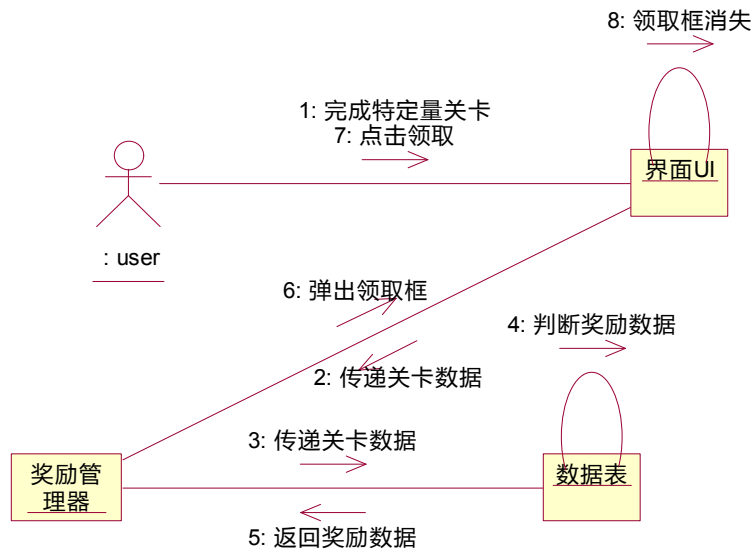 8: 领取框消失
1: 完成特定量关卡
7: 点击领取
界面UI
: user
6: 弹出领取框
4: 判断奖励数据
2: 传递关卡数据
3: 传递关卡数据
奖励管
理器
数据表
5: 返回奖励数据